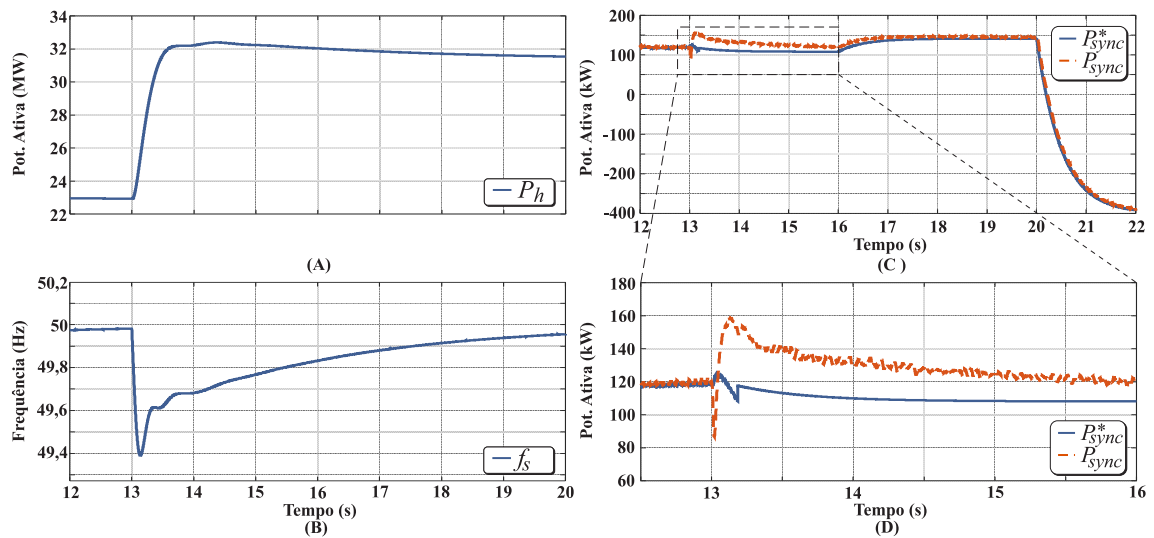 34
32
30
28
26
24
22
Pot. Ativa (MW)
P_h
12 13 14 15 16 17 18 19 20
(A)
50,2
50
49,8
49,6
49,4
Frequência (Hz)
f_s
12 13 14 15 16 17 18 19 20
Tempo (s)
(B)
200
100
0
-100
-200
-300
-400
Pot. Ativa (kW)
P*_sync
P_sync
12 13 14 15 16 17 18 19 20 21 22
Tempo (s)
(C )
180
160
140
120
100
80
60
Pot. Ativa (kW)
P*_sync
P_sync
13 14 15 16
(D)